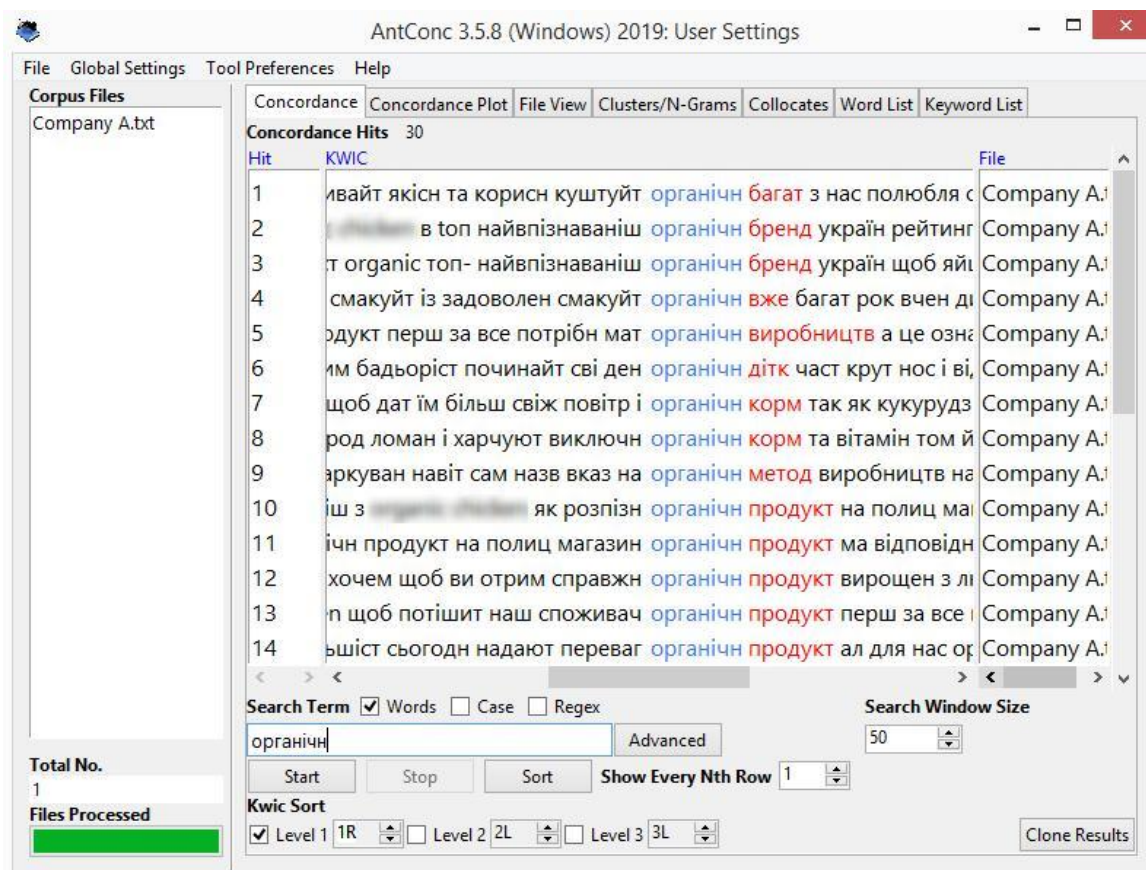 AntConc 3.5.8 (Windows) 2019: User Settings
File Global Settings Tool Preferences Help
Corpus Files
Company A.txt
Concordance Concordance Plot File View Clusters/N-Grams Collocates Word List Keyword List
Concordance Hits 30
Hit KWIC File
1 ивайт якісн та корисн куштуйт органічн багат з нас полюбля с Company A.t
2 в топ найвпізнаваніш органічн бренд україн рейтинг Company A.t
3 т organic топ- найвпізнаваніш органічн бренд україн щоб яйц Company A.t
4 смакуйт із задоволен смакуйт органічн вже багат рок вчен ди Company A.t
5 одукт перш за все потрібн мат органічн виробництв а це озна Company A.t
6 им бадьоріст починайт сві ден органічн дітк част крут нос і від Company A.t
7 щоб дат їм більш свіж повітр і органічн корм так як кукурудз Company A.t
8 род ломан і харчуют виключн органічн корм та вітамін том й Company A.t
9 аркуван навіт сам назв вказ на органічн метод виробництв на Company A.t
10 іш з як розпізн органічн продукт на полиц маг Company A.t
11 ічн продукт на полиц магазин органічн продукт ма відповідн Company A.t
12 хочем щоб ви отрим справжн органічн продукт вирощен з лю Company A.t
13 n щоб потішит наш споживач органічн продукт перш за все Company A.t
14 ьшіст сьогодн надают переваг органічн продукт ал для нас ор Company A.t
Search Term Words Case Regex Search Window Size
органічн Advanced 50
Total No.
1
Start Stop Sort Show Every Nth Row 1
Files Processed
Kwic Sort
Level 1 1R Level 2 2L Level 3 3L Clone Results